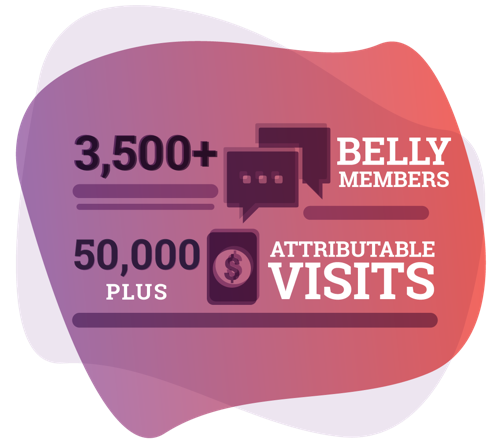 3,500+ BELLY
MEMBERS
50,000 ATTRIBUTABLE
PLUS VISITS